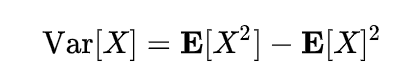 Var[X] = E[X²] − E[X]²